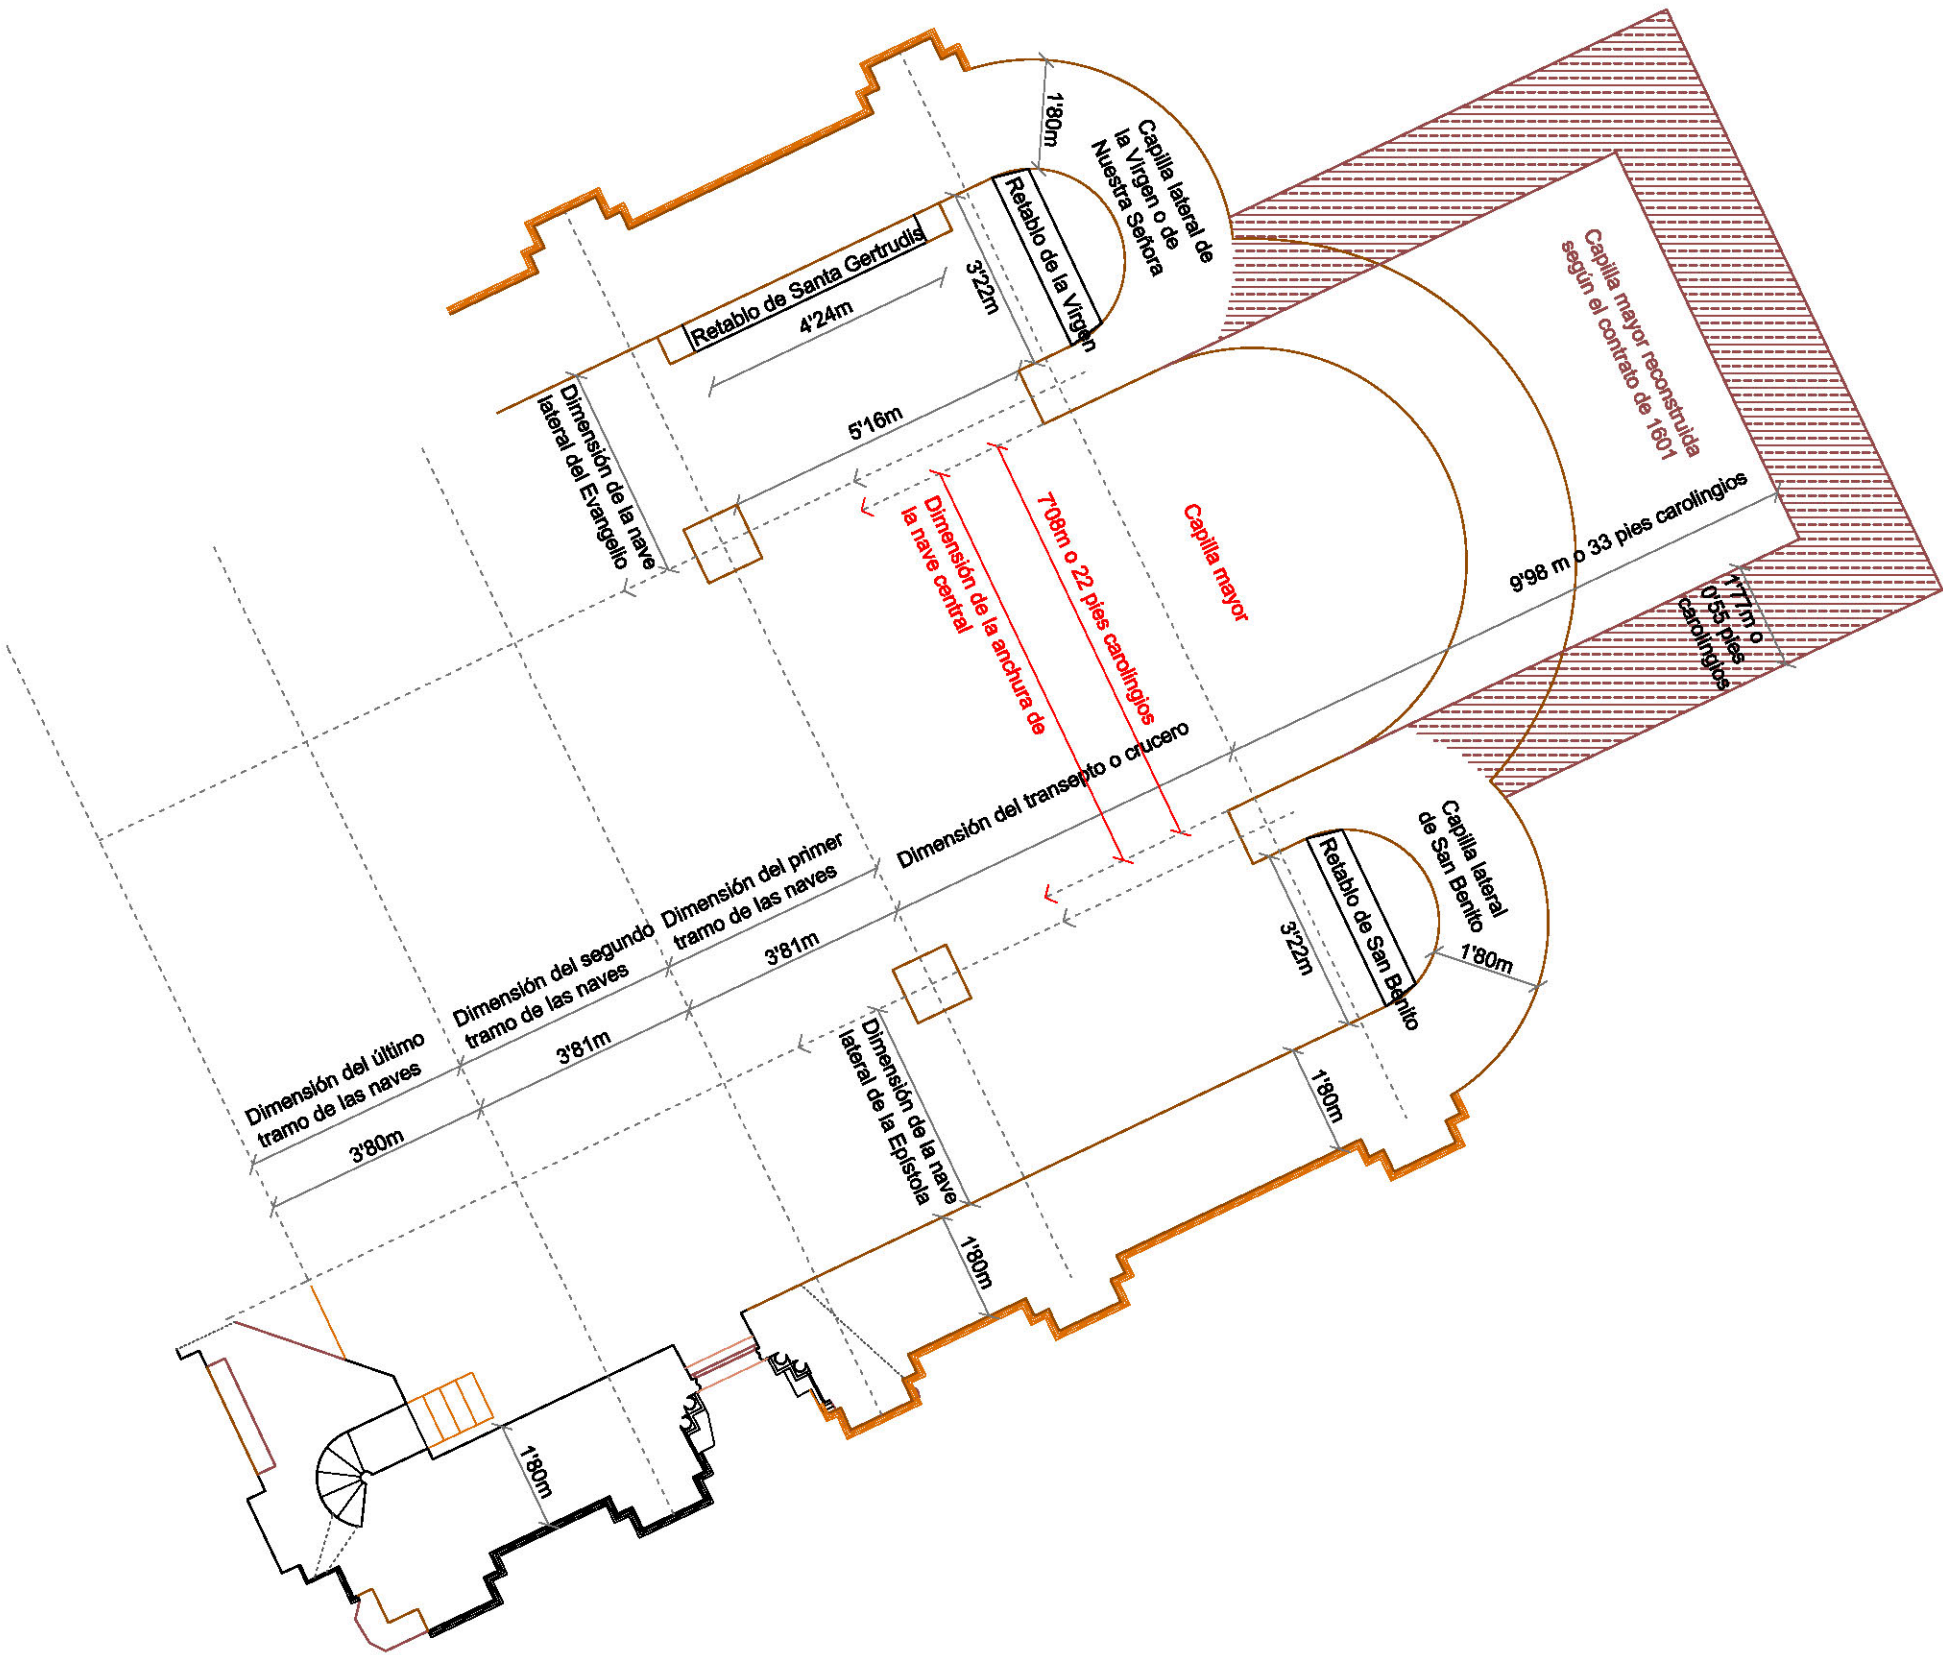 1'80m
Capilla lateral de
la Virgen o de
Nuestra Señora
Retablo de la Virgen
3'22m
Retablo de Santa Gertrudis
4'24m
5'16m
Dimensión de la nave
lateral del Evangelio
Capilla mayor reconstruida
según el contrato de 1601
9'98 m o 33 pies carolingios
1'77m o
0'55 pies
carolingios
Capilla mayor
7'08m o 22 pies carolingios
Dimensión de la anchura de
la nave central
Dimensión del transepto o crucero
Dimensión del primer
tramo de las naves
3'81m
Dimensión del segundo
tramo de las naves
3'81m
Dimensión del último
tramo de las naves
3'80m
Capilla lateral
de San Benito
Retablo de San Benito
1'80m
3'22m
1'80m
Dimensión de la nave
lateral de la Epístola
1'80m
1'80m